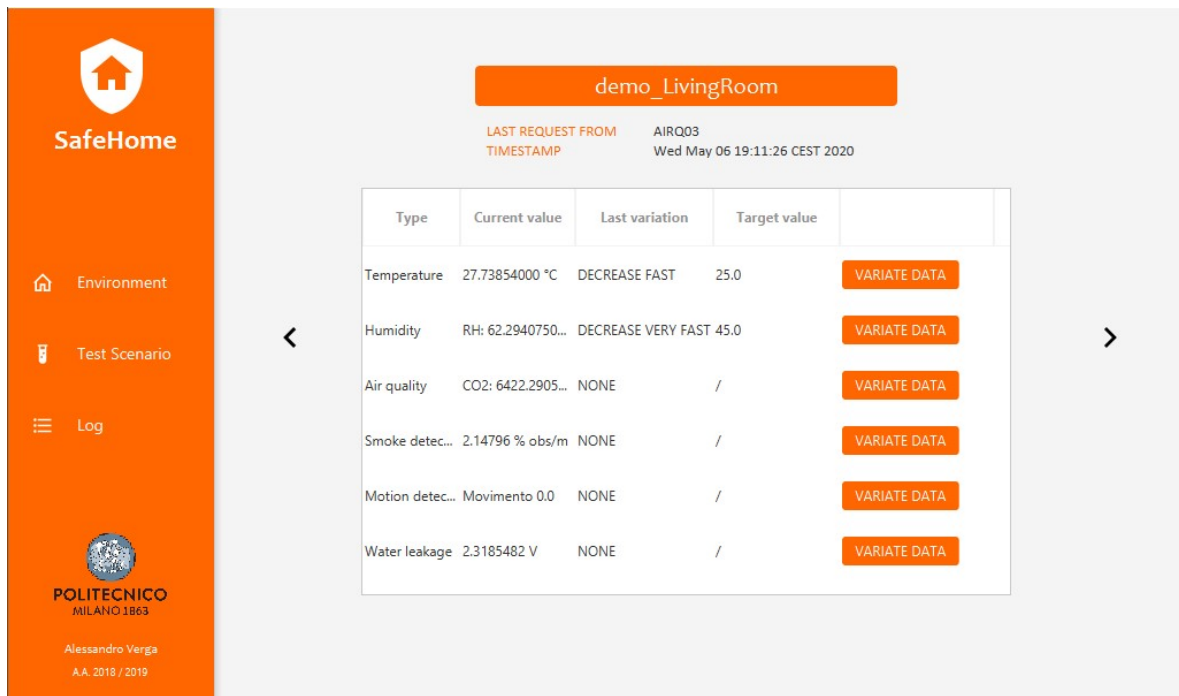 SafeHome
Environment
Test Scenario
Log
POLITECNICO
MILANO 1863
Alessandro Verga
A.A. 2018 / 2019
demo_LivingRoom
LAST REQUEST FROM AIRQ03
TIMESTAMP Wed May 06 19:11:26 CEST 2020
Type Current value Last variation Target value
Temperature 27.73854000 °C DECREASE FAST 25.0 VARIATE DATA
Humidity RH: 62.2940750... DECREASE VERY FAST 45.0 VARIATE DATA
Air quality CO2: 6422.2905... NONE / VARIATE DATA
Smoke detec... 2.14796 % obs/m NONE / VARIATE DATA
Motion detec... Movimento 0.0 NONE / VARIATE DATA
Water leakage 2.3185482 V NONE / VARIATE DATA